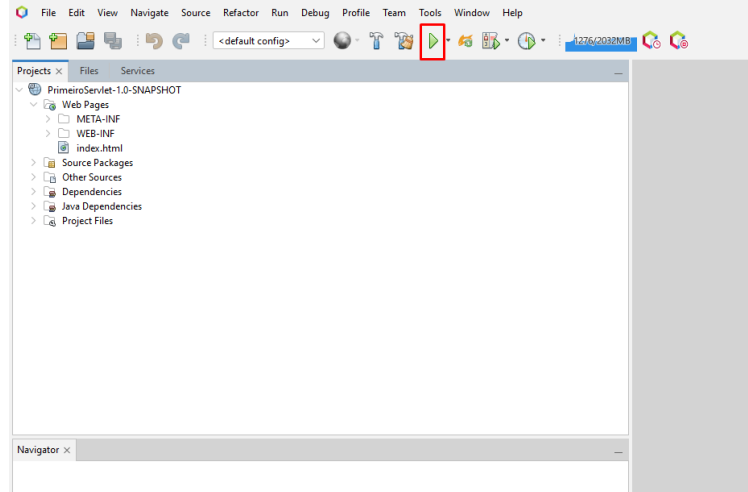 File Edit View Navigate Source Refactor Run Debug Profile Team Tools Window Help
<default config> 1276/2032MB
Projects Files Services
PrimeiroServlet-1.0-SNAPSHOT
Web Pages
META-INF
WEB-INF
index.html
Source Packages
Other Sources
Dependencies
Java Dependencies
Project Files
Navigator